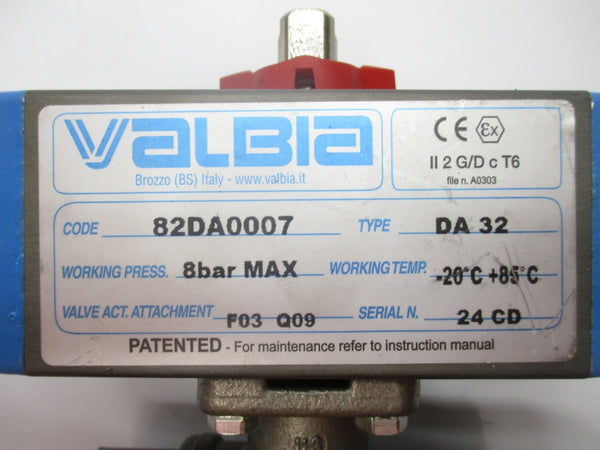 VALBIA
Brozzo (BS) Italy - www.valbia.it
CE Ex
II 2 G/D c T6
file n. A0303
CODE 82DA0007 TYPE DA 32
WORKING PRESS. 8bar MAX WORKING TEMP. -20°C +85°C
VALVE ACT. ATTACHMENT F03 Q09 SERIAL N. 24 CD
PATENTED - For maintenance refer to instruction manual